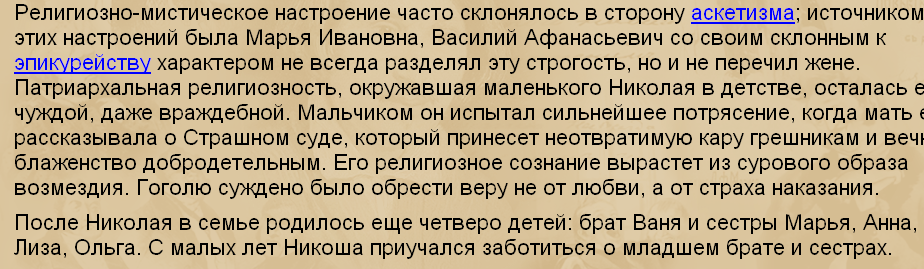 Религиозно-мистическое настроение часто склонялось в сторону аскетизма; источником
этих настроений была Марья Ивановна, Василий Афанасьевич со своим склонным к
эпикурейству характером не всегда разделял эту строгость, но и не перечил жене.
Патриархальная религиозность, окружавшая маленького Николая в детстве, осталась е
чуждой, даже враждебной. Мальчиком он испытал сильнейшее потрясение, когда мать е
рассказывала о Страшном суде, который принесет неотвратимую кару грешникам и веч
блаженство добродетельным. Его религиозное сознание вырастет из сурового образа
возмездия. Гоголю суждено было обрести веру не от любви, а от страха наказания.
После Николая в семье родилось еще четверо детей: брат Ваня и сестры Марья, Анна,
Лиза, Ольга. С малых лет Никоша приучался заботиться о младшем брате и сестрах.